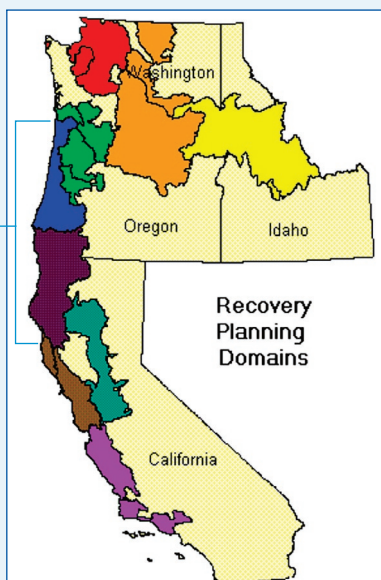 Washington
Oregon
Idaho
Recovery
Planning
Domains
California